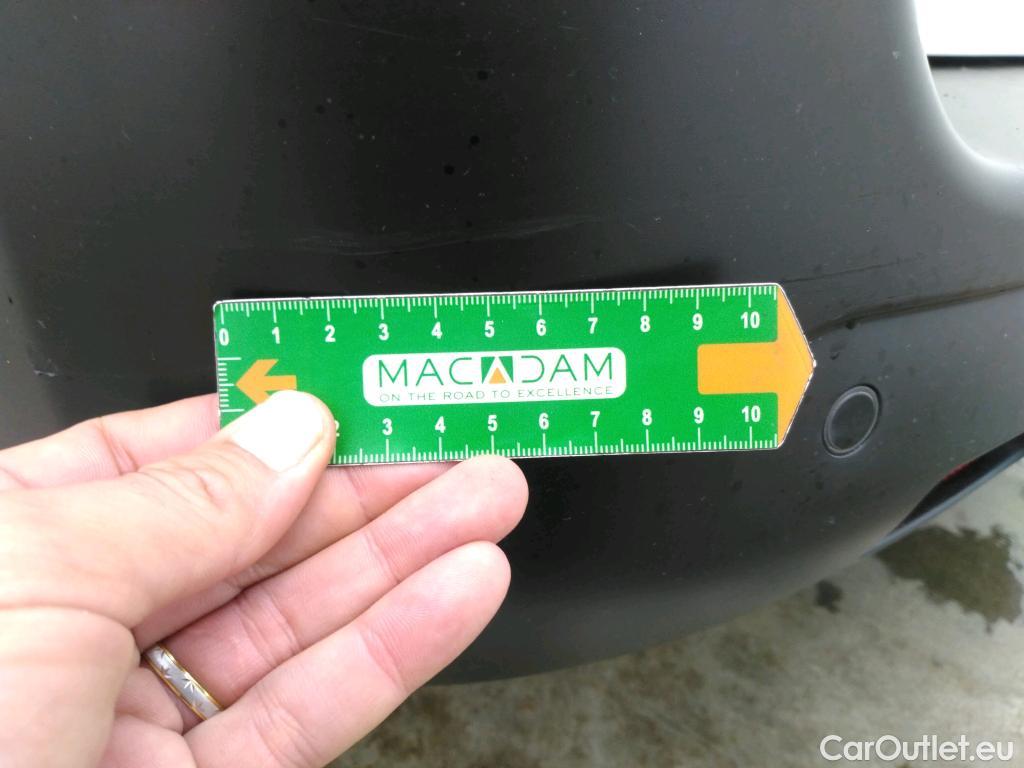 0 1 2 3 4 5 6 7 8 9 10
MACADAM
ON THE ROAD TO EXCELLENCE
2 3 4 5 6 7 8 9 10
CarOutlet.eu